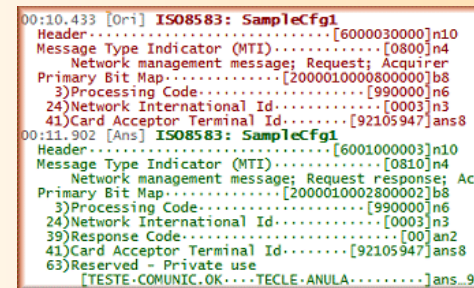 00:10.433 [Ori] ISO8583: SampleCfg1
Header··································[6000030000]n10
Message Type Indicator (MTI)·············[0800]n4
Network management message; Request; Acquirer
Primary Bit Map···············[2000010000800000]b8
3)Processing Code·····················[990000]n6
24)Network International Id··············[0003]n3
41)Card Acceptor Terminal Id········[92105947]ans8
00:11.902 [Ans] ISO8583: SampleCfg1
Header··································[6001000003]n10
Message Type Indicator (MTI)·············[0810]n4
Network management message; Request response; Ac
Primary Bit Map···············[2000010002800002]b8
3)Processing Code·····················[990000]n6
24)Network International Id··············[0003]n3
39)Response Code························[00]an2
41)Card Acceptor Terminal Id········[92105947]ans8
63)Reserved - Private use
[TESTE·COMUNIC.OK····TECLE·ANULA·········]ans…9